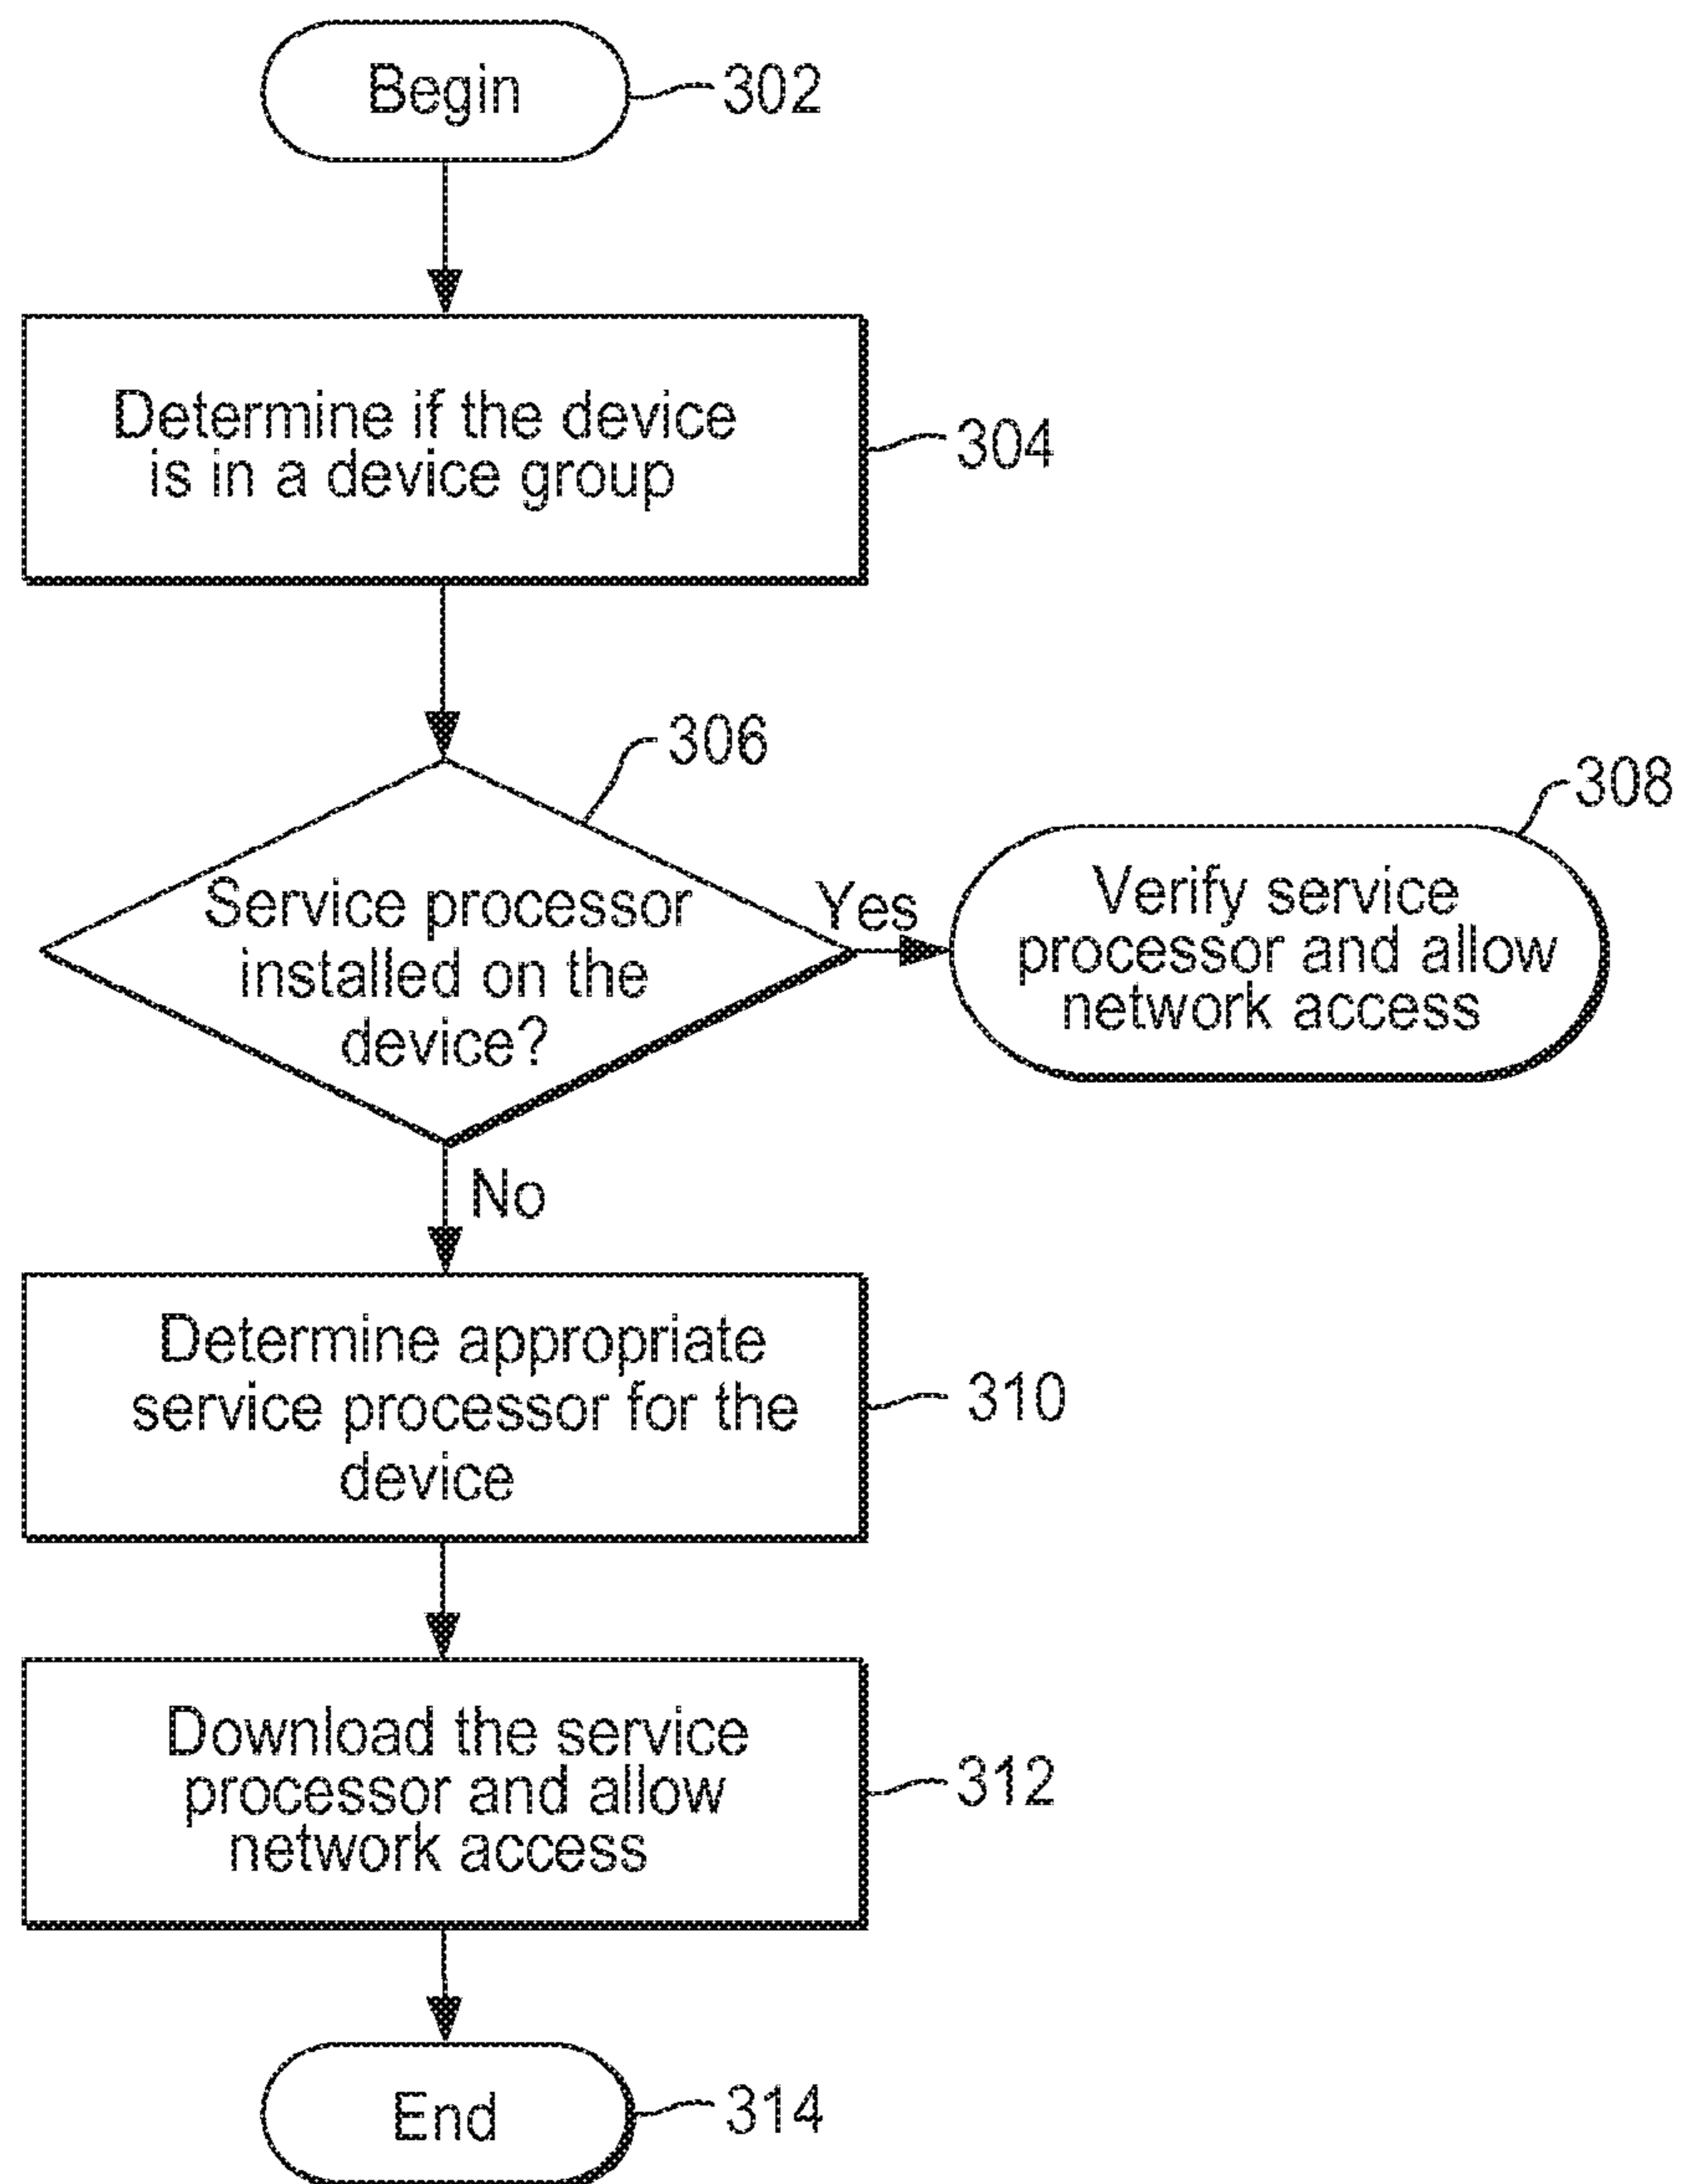 Begin
302
Determine if the device
is in a device group
304
306
Service processor
installed on the
device?
Yes
308
Verify service
processor and allow
network access
No
Determine appropriate
service processor for the
device
310
Download the service
processor and allow
network access
312
End
314